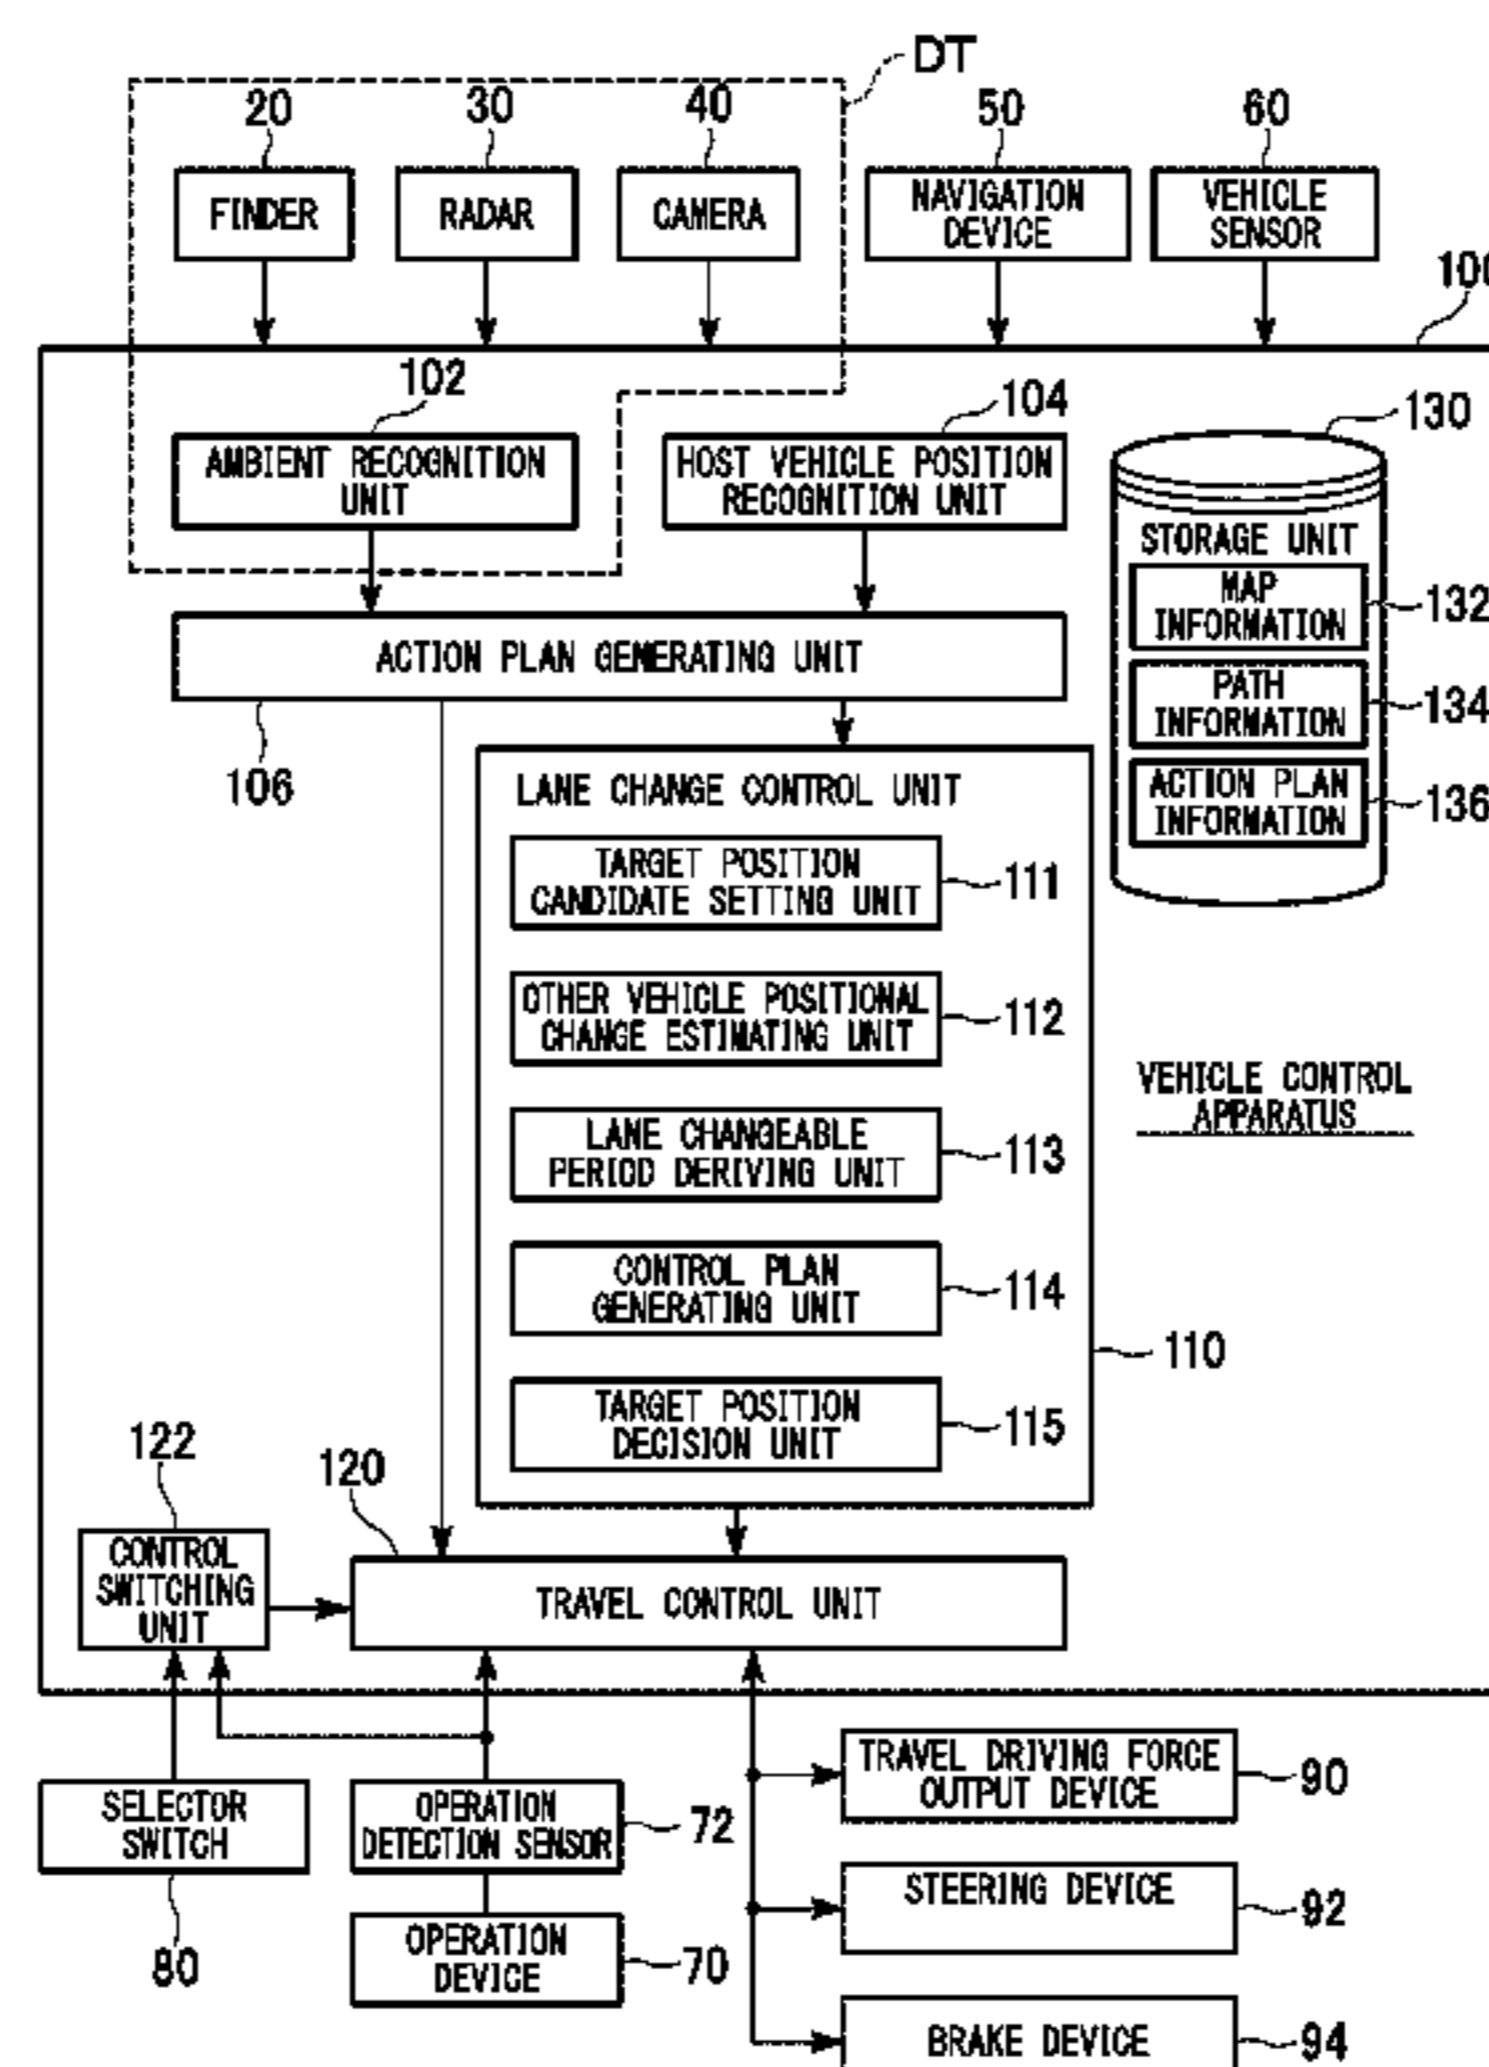 DT
20
30
40
50
60
FINDER
RADAR
CAMERA
NAVIGATION
DEVICE
VEHICLE
SENSOR
102
104
130
AMBIENT RECOGNITION
UNIT
HOST VEHICLE POSITION
RECOGNITION UNIT
STORAGE UNIT
MAP
INFORMATION
132
PATH
INFORMATION
134
ACTION PLAN
INFORMATION
136
ACTION PLAN GENERATING UNIT
106
LANE CHANGE CONTROL UNIT
TARGET POSITION
CANDIDATE SETTING UNIT
111
OTHER VEHICLE POSITIONAL
CHANGE ESTIMATING UNIT
112
LANE CHANGEABLE
PERIOD DERIVING UNIT
113
CONTROL PLAN
GENERATING UNIT
114
TARGET POSITION
DECISION UNIT
115
110
VEHICLE CONTROL
APPARATUS
122
120
CONTROL
SWITCHING
UNIT
TRAVEL CONTROL UNIT
SELECTOR
SWITCH
80
OPERATION
DETECTION SENSOR
72
OPERATION
DEVICE
70
TRAVEL DRIVING FORCE
OUTPUT DEVICE
90
STEERING DEVICE
92
BRAKE DEVICE
94